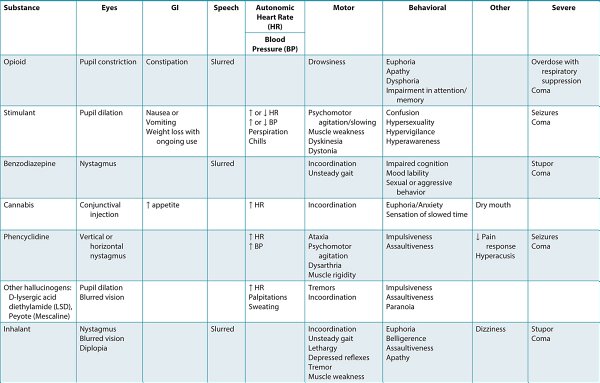 Substance Eyes GI Speech Autonomic Motor Behavioral Other Severe
Heart Rate
(HR)
Blood
Pressure (BP)
Opioid Pupil constriction Constipation Slurred Drowsiness Euphoria Overdose with
Apathy respiratory
Dysphoria suppression
Impairment in attention/ Coma
memory
Stimulant Pupil dilation Nausea or ↑ or ↓ HR Psychomotor Confusion Seizures
Vomiting ↑ or ↓ BP agitation/slowing Hypersexuality Coma
Weight loss with Perspiration Muscle weakness Hypervigilance
ongoing use Chills Dyskinesia Hyperawareness
Dystonia
Benzodiazepine Nystagmus Slurred Incoordination Impaired cognition Stupor
Unsteady gait Mood lability Coma
Sexual or aggressive
behavior
Cannabis Conjunctival ↑ appetite ↑ HR Incoordination Euphoria/Anxiety Dry mouth
injection Sensation of slowed time
Phencyclidine Vertical or ↑ HR Ataxia Impulsiveness ↓ Pain Seizures
horizontal ↑ BP Psychomotor Assaultiveness response Coma
nystagmus agitation Hyperacusis
Dysarthria
Muscle rigidity
Other hallucinogens: Pupil dilation ↑ HR Tremors Impulsiveness
D-lysergic acid Blurred vision Palpitations Incoordination Assaultiveness
diethylamide (LSD), Sweating Paranoia
Peyote (Mescaline)
Inhalant Nystagmus Slurred Incoordination Euphoria Dizziness Stupor
Blurred vision Unsteady gait Belligerence Coma
Diplopia Lethargy Assaultiveness
Depressed reflexes Apathy
Tremor
Muscle weakness